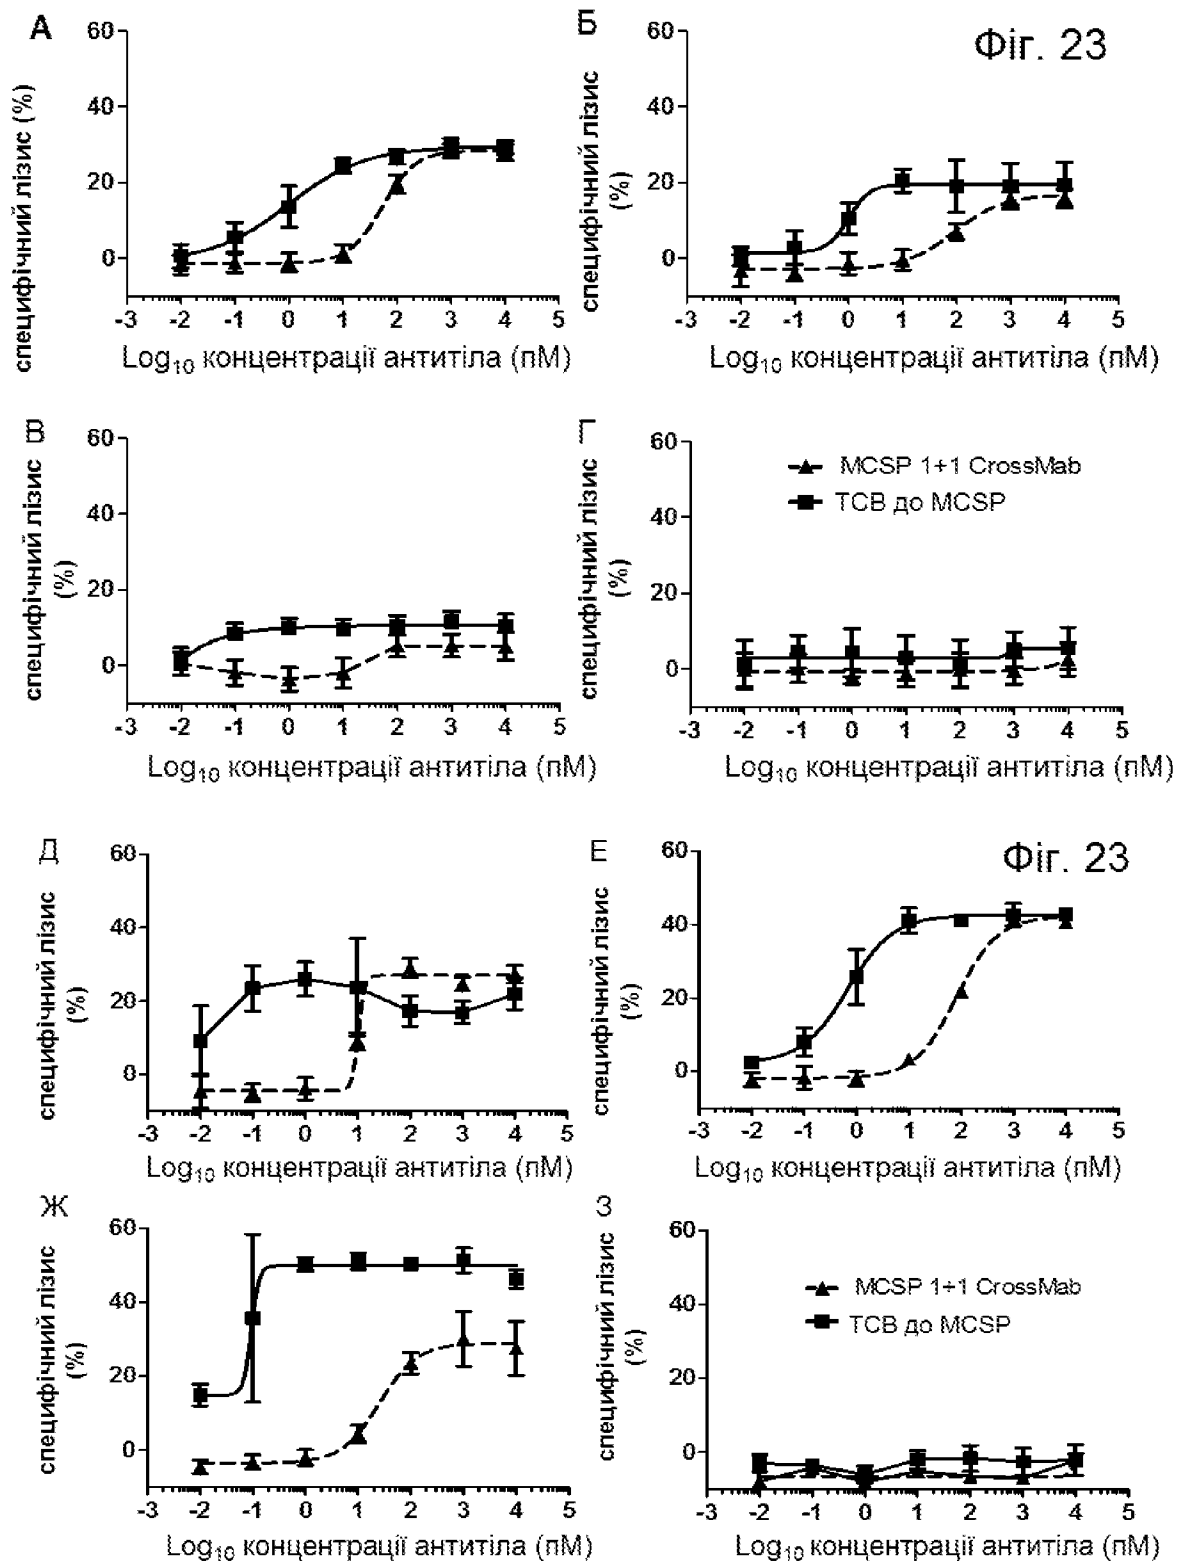 А
60
40
20
0
-3 -2 -1 0 1 2 3 4 5
специфічний лізис (%)
Log10 концентрації антитіла (пМ)
Б
Фіг. 23
60
40
20
0
-3 -2 -1 0 1 2 3 4 5
специфічний лізис
(%)
Log10 концентрації антитіла (пМ)
В
60
40
20
0
-3 -2 -1 0 1 2 3 4 5
специфічний лізис
(%)
Log10 концентрації антитіла (пМ)
Г
60
40
20
0
-3 -2 -1 0 1 2 3 4 5
специфічний лізис
(%)
MCSP 1+1 CrossMab
ТСВ до MCSP
Log10 концентрації антитіла (пМ)
Д
60
40
20
0
-3 -2 -1 0 1 2 3 4 5
специфічний лізис
(%)
Log10 концентрації антитіла (пМ)
Е
Фіг. 23
60
40
20
0
-3 -2 -1 0 1 2 3 4 5
специфічний лізис
(%)
Log10 концентрації антитіла (пМ)
Ж
60
40
20
0
-3 -2 -1 0 1 2 3 4 5
специфічний лізис
(%)
Log10 концентрації антитіла (пМ)
З
60
40
20
0
-3 -2 -1 0 1 2 3 4 5
специфічний лізис
(%)
MCSP 1+1 CrossMab
ТСВ до MCSP
Log10 концентрації антитіла (пМ)